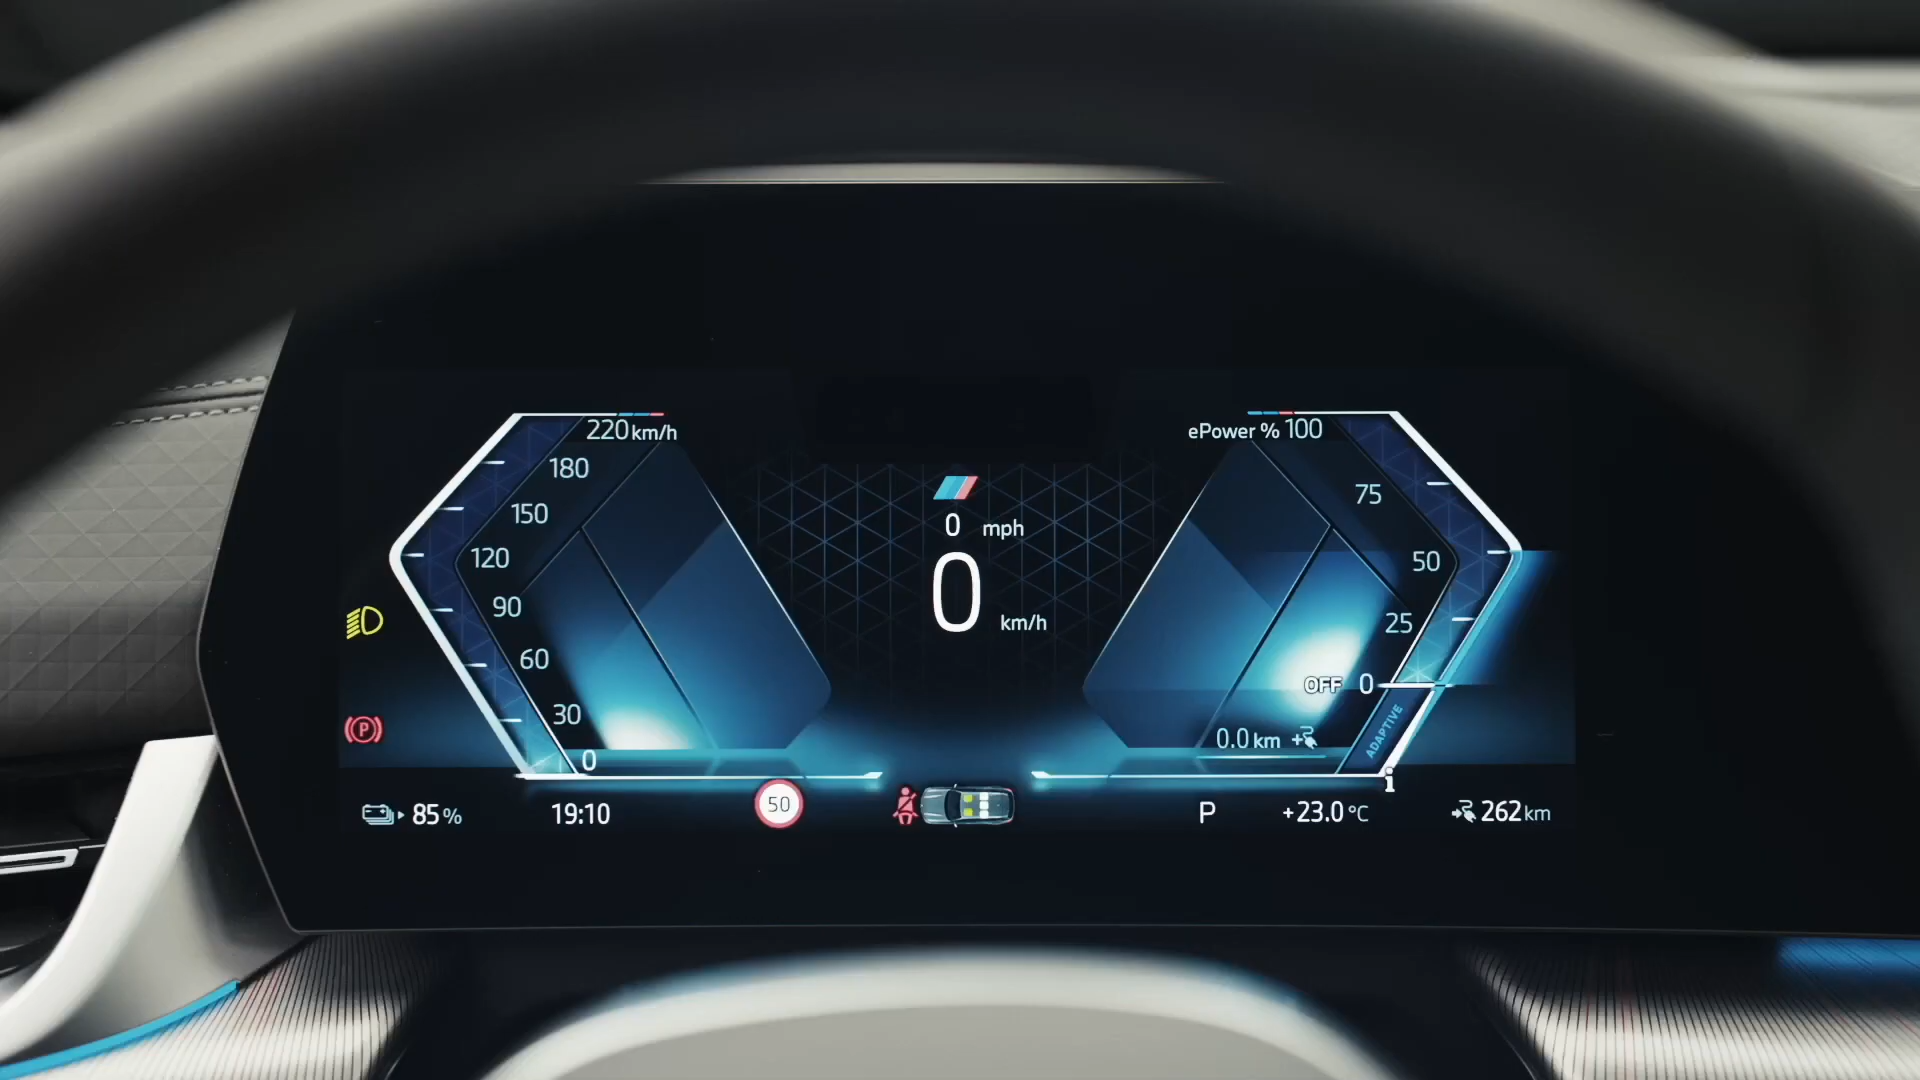 220 km/h
180
150
120
90
60
30
0
0 mph
0 km/h
ePower % 100
75
50
25
OFF 0
ADAPTIVE
0.0 km +
P
85 %
19:10
50
P
+23.0 °C
262 km
i